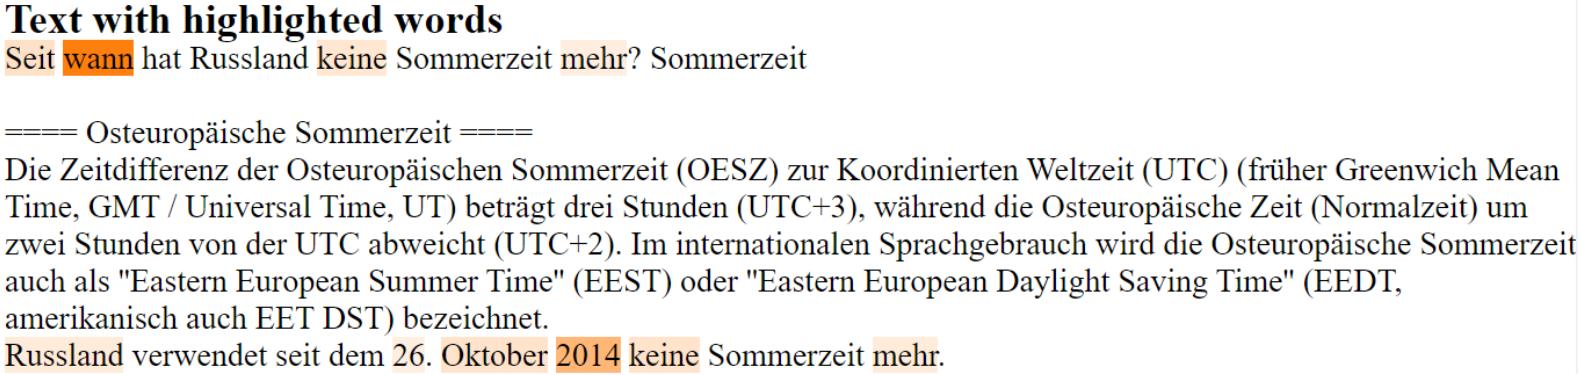 Text with highlighted words
Seit wann hat Russland keine Sommerzeit mehr? Sommerzeit
==== Osteuropäische Sommerzeit ====
Die Zeitdifferenz der Osteuropäischen Sommerzeit (OESZ) zur Koordinierten Weltzeit (UTC) (früher Greenwich Mean
Time, GMT / Universal Time, UT) beträgt drei Stunden (UTC+3), während die Osteuropäische Zeit (Normalzeit) um
zwei Stunden von der UTC abweicht (UTC+2). Im internationalen Sprachgebrauch wird die Osteuropäische Sommerzeit
auch als "Eastern European Summer Time" (EEST) oder "Eastern European Daylight Saving Time" (EEDT,
amerikanisch auch EET DST) bezeichnet.
Russland verwendet seit dem 26. Oktober 2014 keine Sommerzeit mehr.